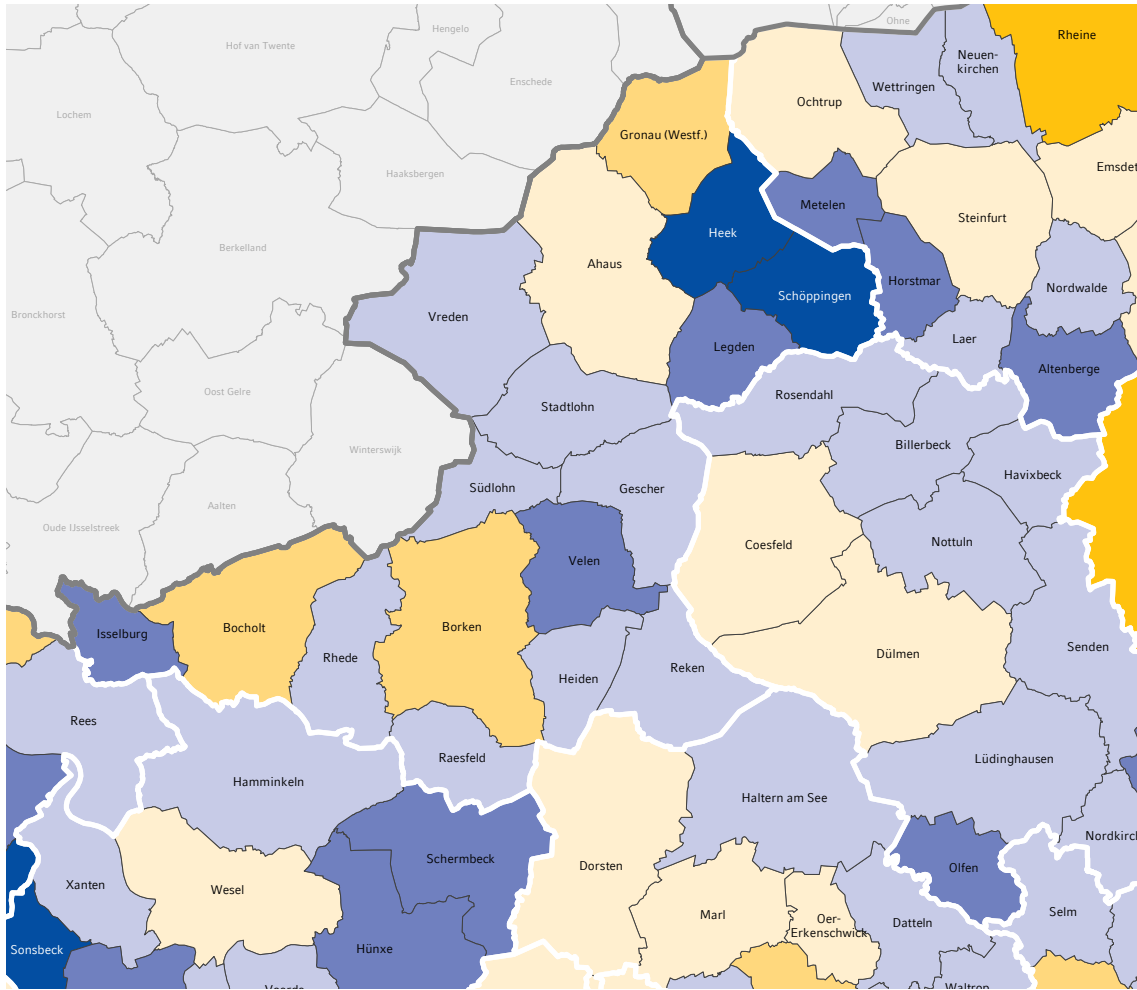 Ohne
Hengelo
Rheine
Hof van Twente
Neuen-
kirchen
Enschede
Wettringen
Ochtrup
Lochem
Gronau (Westf.)
Haaksbergen
Metelen
Steinfurt
Heek
Berkelland
Ahaus
Horstmar
Nordwalde
Schöppingen
Bronckhorst
Vreden
Laer
Legden
Altenberge
Oost Gelre
Rosendahl
Stadtlohn
Billerbeck
Winterswijk
Havixbeck
Südlohn
Gescher
Aalten
Oude IJsselstreek
Nottuln
Coesfeld
Velen
Isselburg
Bocholt
Borken
Senden
Dülmen
Rhede
Reken
Heiden
Rees
Raesfeld
Lüdinghausen
Hamminkeln
Haltern am See
Schermbeck
Dorsten
Olfen
Xanten
Wesel
Marl
Oer-
Erkenschwick
Datteln
Selm
Sonsbeck
Hünxe